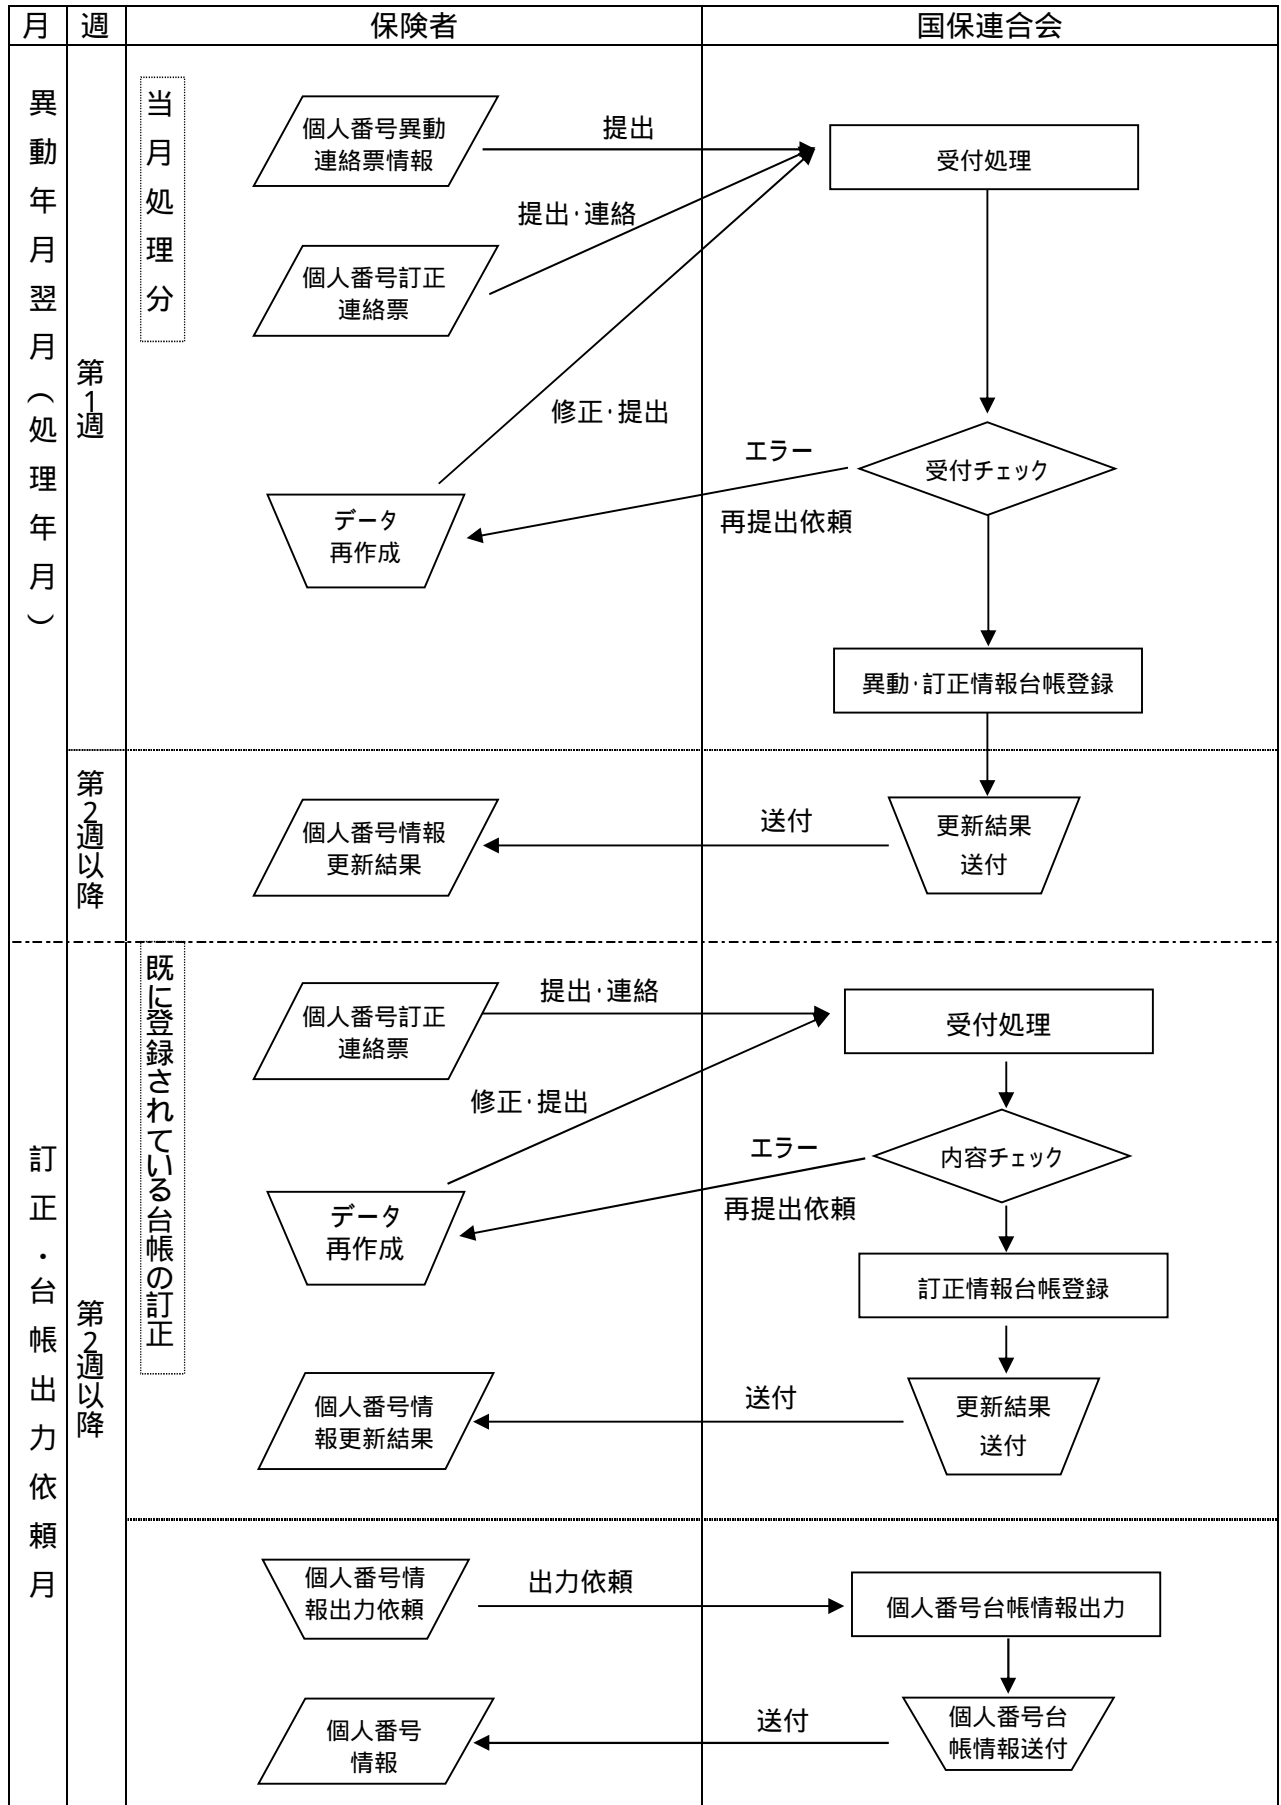 月
週
保険者
国保連合会
異動年月翌月（処理年月）
第1週
当月処理分
個人番号異動
連絡票情報
提出
受付処理
提出・連絡
個人番号訂正
連絡票
修正・提出
エラー
受付チェック
再提出依頼
データ
再作成
異動・訂正情報台帳登録
第2週以降
個人番号情報
更新結果
送付
更新結果
送付
訂正・台帳出力依頼月
第2週以降
既に登録されている台帳の訂正
個人番号訂正
連絡票
提出・連絡
受付処理
修正・提出
エラー
内容チェック
再提出依頼
データ
再作成
訂正情報台帳登録
個人番号情
報更新結果
送付
更新結果
送付
個人番号情
報出力依頼
出力依頼
個人番号台帳情報出力
個人番号
情報
送付
個人番号台
帳情報送付